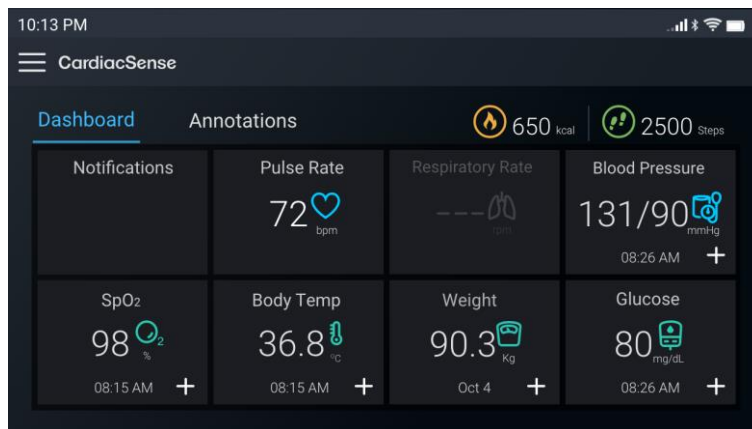 10:13 PM
CardiacSense
Dashboard Annotations 650 kcal 2500 Steps
Notifications
Pulse Rate
72 bpm
Respiratory Rate
--- rpm
Blood Pressure
131/90 mmHg
08:26 AM +
SpO2
98 % O2
08:15 AM +
Body Temp
36.8 °C
08:15 AM +
Weight
90.3 Kg
Oct 4 +
Glucose
80 mg/dL
08:26 AM +